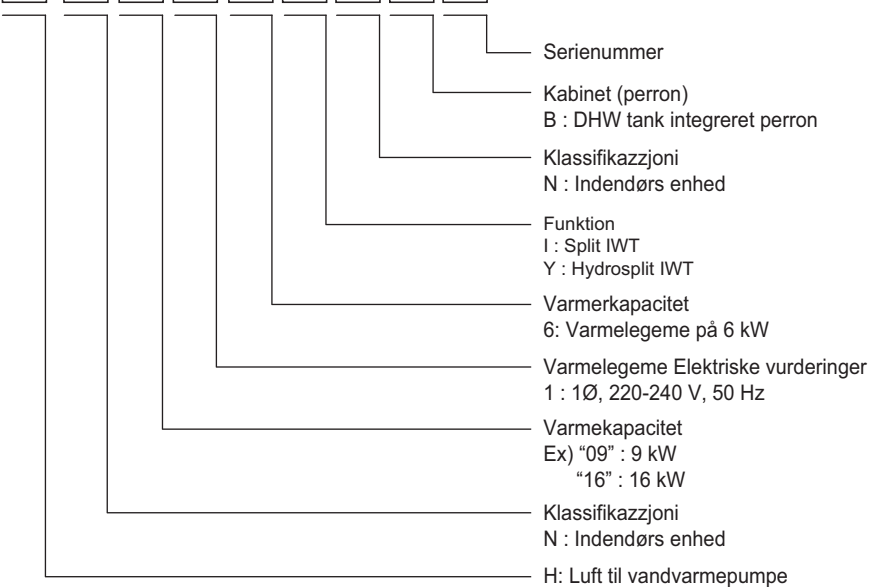 Serienummer
Kabinet (perron)
B : DHW tank integreret perron
Klassifikazzjoni
N : Indendørs enhed
Funktion
I : Split IWT
Y : Hydrosplit IWT
Varmerkapacitet
6: Varmelegeme på 6 kW
Varmelegeme Elektriske vurderinger
1 : 1Ø, 220-240 V, 50 Hz
Varmekapacitet
Ex) “09” : 9 kW
“16” : 16 kW
Klassifikazzjoni
N : Indendørs enhed
H: Luft til vandvarmepumpe